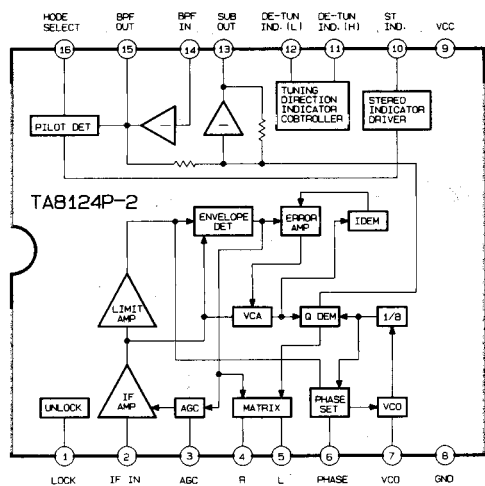 MODE SELECT
BPF OUT
BPF IN
SUB OUT
DE-TUN IND.(L)
DE-TUN IND.(H)
ST IND.
VCC
16
15
14
13
12
11
10
9
PILOT DET
TUNING
DIRECTION
INDICATOR
COBTROLLER
STEREO
INDICATOR
DRIVER
TA8124P-2
ENVELOPE
DET
ERROR
AMP
IDEM
LIMIT
AMP
VCA
Q DEM
1/8
IF
AMP
UNLOCK
AGC
MATRIX
PHASE
SET
VCO
1
2
3
4
5
6
7
8
LOCK
IF IN
AGC
R
L
PHASE
VCO
GND